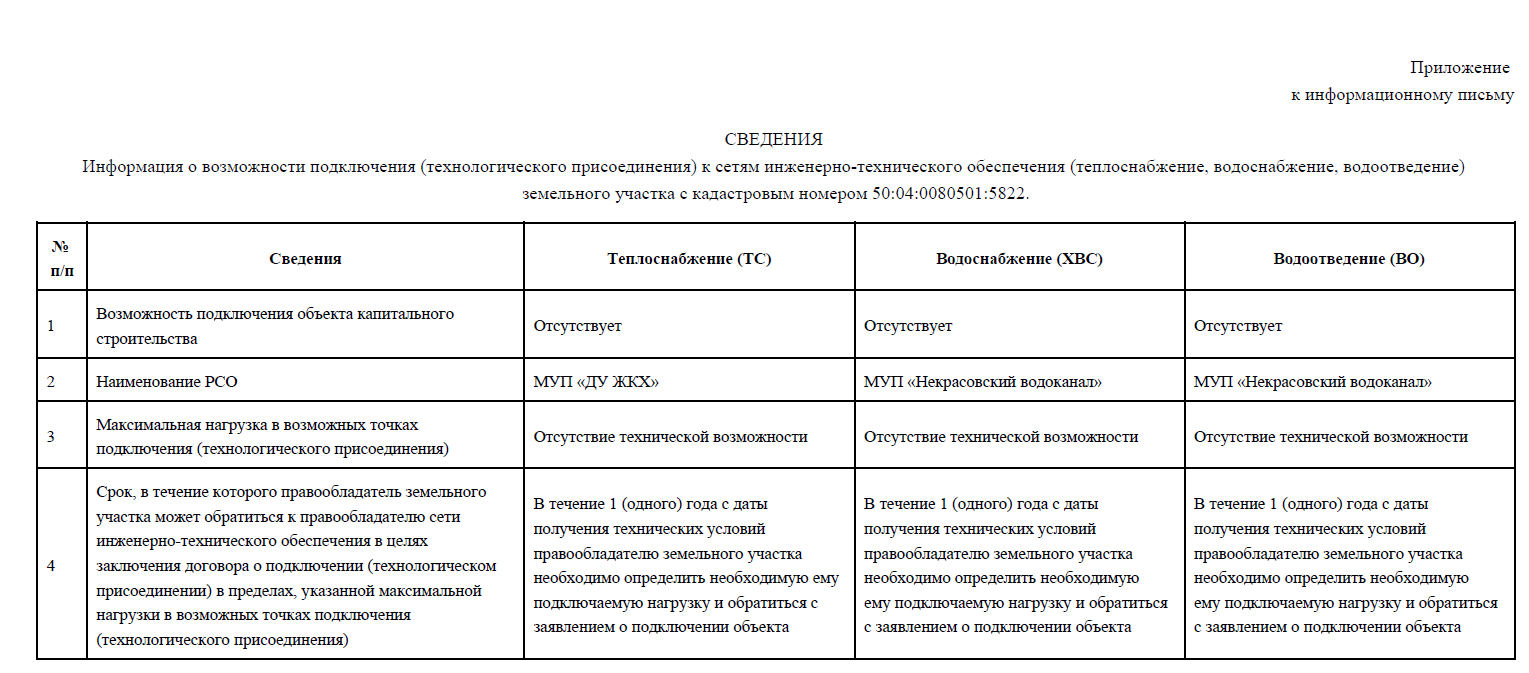 Приложение
к информационному письму
СВЕДЕНИЯ
Информация о возможности подключения (технологического присоединения) к сетям инженерно-технического обеспечения (теплоснабжение, водоснабжение, водоотведение)
земельного участка с кадастровым номером 50:04:0080501:5822.
№
п/п
Сведения
Теплоснабжение (ТС)
Водоснабжение (ХВС)
Водоотведение (ВО)
1
Возможность подключения объекта капитального
строительства
Отсутствует
Отсутствует
Отсутствует
2
Наименование РСО
МУП «ДУ ЖКХ»
МУП «Некрасовский водоканал»
МУП «Некрасовский водоканал»
3
Максимальная нагрузка в возможных точках
подключения (технологического присоединения)
Отсутствие технической возможности
Отсутствие технической возможности
Отсутствие технической возможности
4
Срок, в течение которого правообладатель земельного
участка может обратиться к правообладателю сети
инженерно-технического обеспечения в целях
заключения договора о подключении (технологическом
присоединении) в пределах, указанной максимальной
нагрузки в возможных точках подключения
(технологического присоединения)
В течение 1 (одного) года с даты
получения технических условий
правообладателю земельного участка
необходимо определить необходимую ему
подключаемую нагрузку и обратиться с
заявлением о подключении объекта
В течение 1 (одного) года с даты
получения технических условий
правообладателю земельного участка
необходимо определить необходимую
ему подключаемую нагрузку и обратиться
с заявлением о подключении объекта
В течение 1 (одного) года с даты
получения технических условий
правообладателю земельного участка
необходимо определить необходимую
ему подключаемую нагрузку и обратиться
с заявлением о подключении объекта